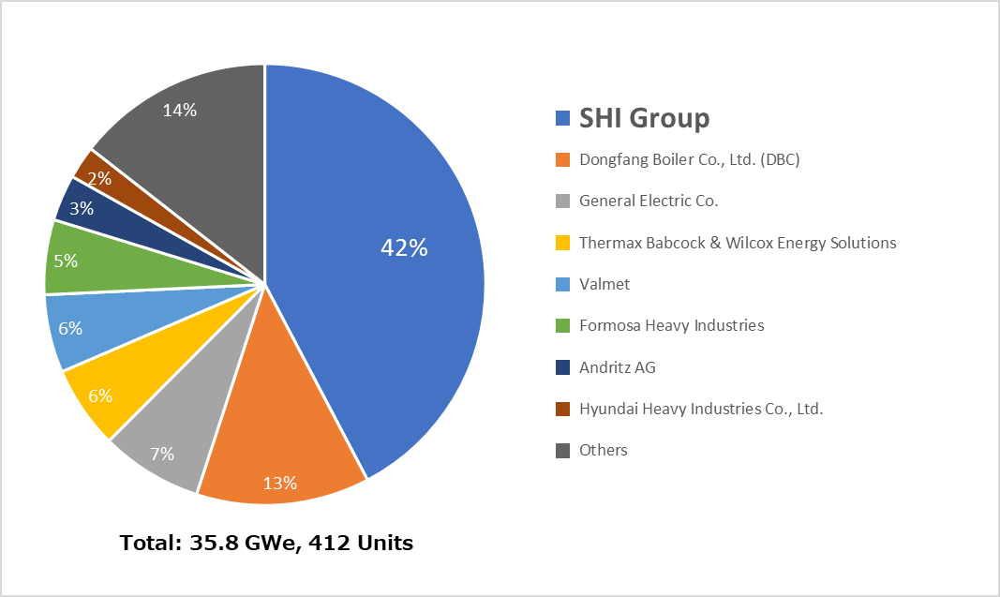 14%
2%
3%
5%
6%
6%
7%
13%
42%
SHI Group
Dongfang Boiler Co., Ltd. (DBC)
General Electric Co.
Thermax Babcock & Wilcox Energy Solutions
Valmet
Formosa Heavy Industries
Andritz AG
Hyundai Heavy Industries Co., Ltd.
Others
Total: 35.8 GWe, 412 Units